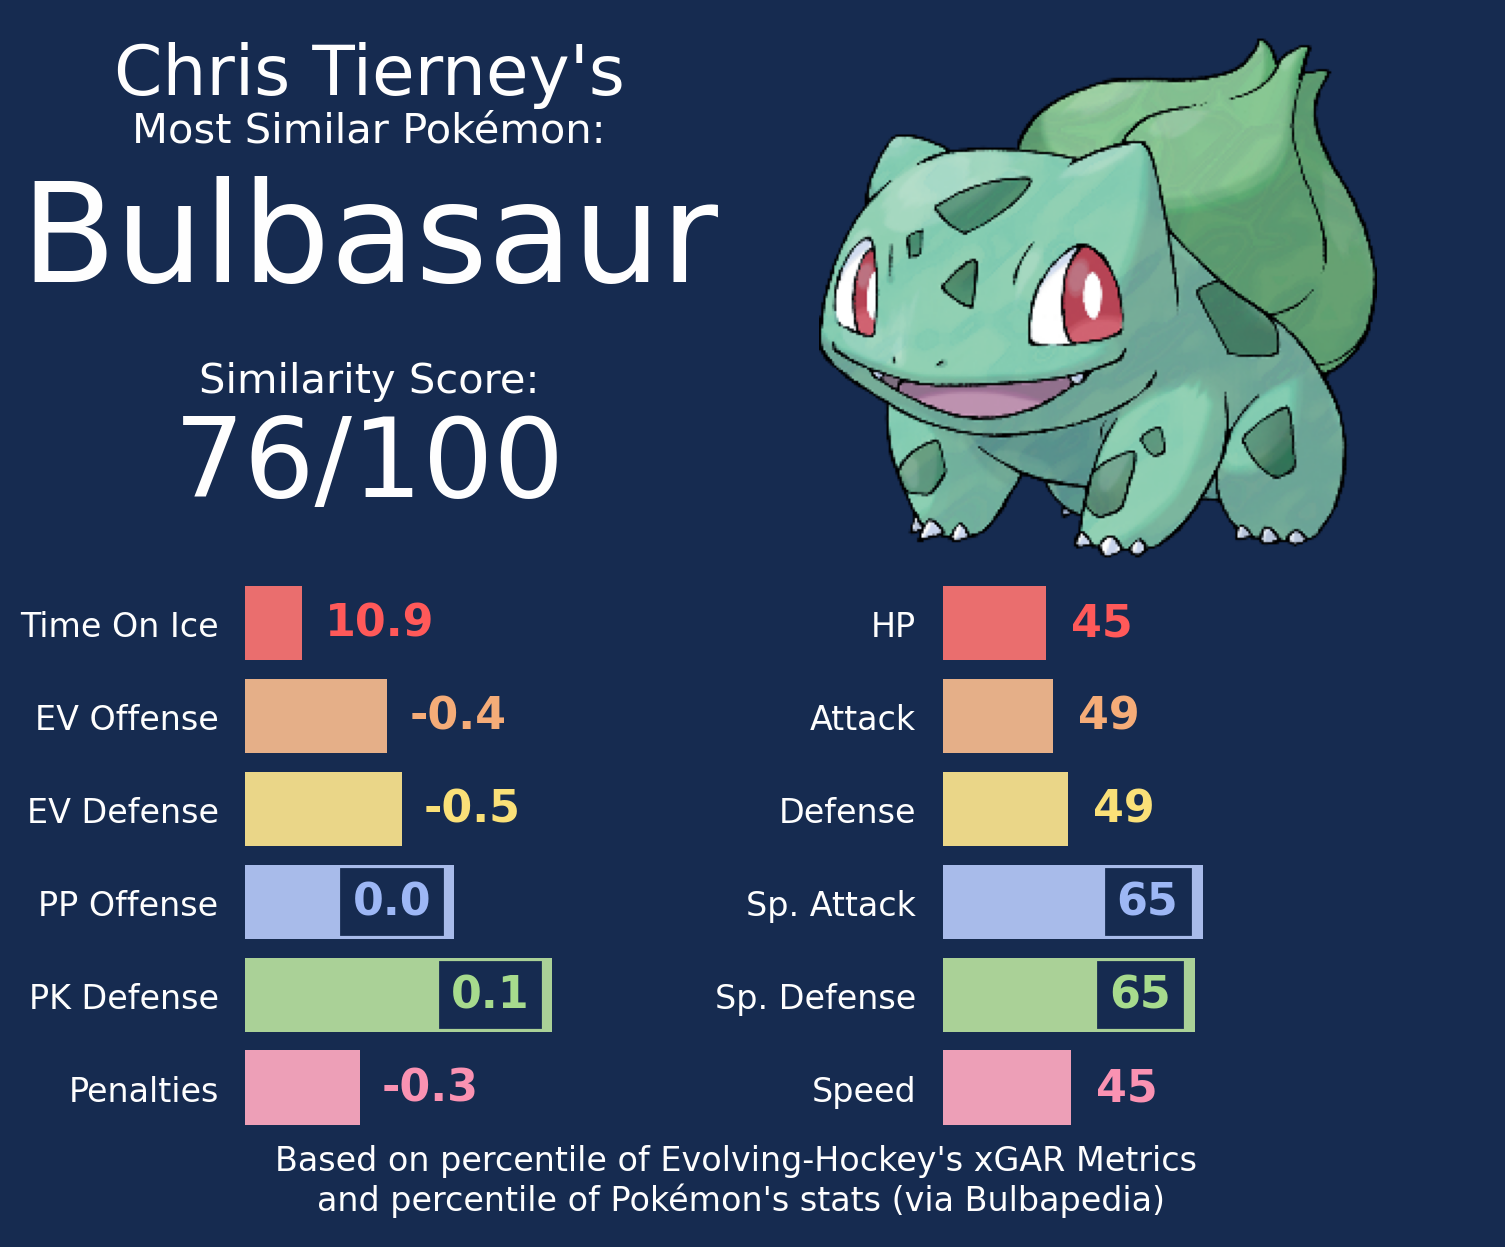 Chris Tierney's
Most Similar Pokémon:
Bulbasaur
Similarity Score:
76/100
Time On Ice 10.9
EV Offense -0.4
EV Defense -0.5
PP Offense 0.0
PK Defense 0.1
Penalties -0.3
HP 45
Attack 49
Defense 49
Sp. Attack 65
Sp. Defense 65
Speed 45
Based on percentile of Evolving-Hockey's xGAR Metrics
and percentile of Pokémon's stats (via Bulbapedia)